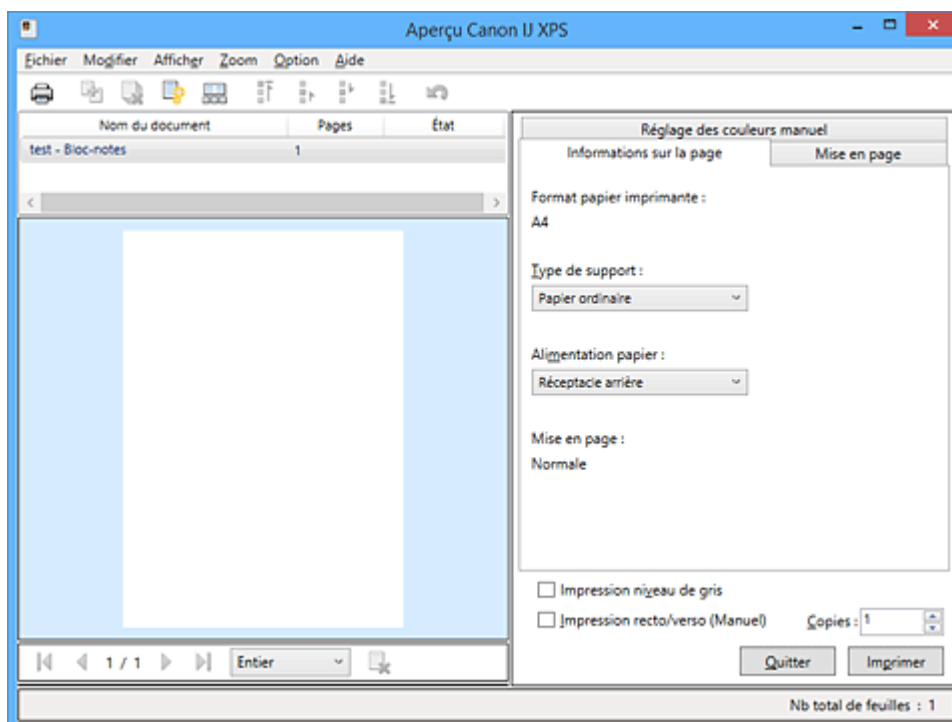 Aperçu Canon IJ XPS
Fichier Modifier Afficher Zoom Option Aide
Nom du document Pages État
test - Bloc-notes 1
Réglage des couleurs manuel
Informations sur la page Mise en page
Format papier imprimante :
A4
Type de support :
Papier ordinaire
Alimentation papier :
Réceptacle arrière
Mise en page :
Normale
Impression niveau de gris
Impression recto/verso (Manuel) Copies : 1
1 / 1 Entier
Quitter Imprimer
Nb total de feuilles : 1